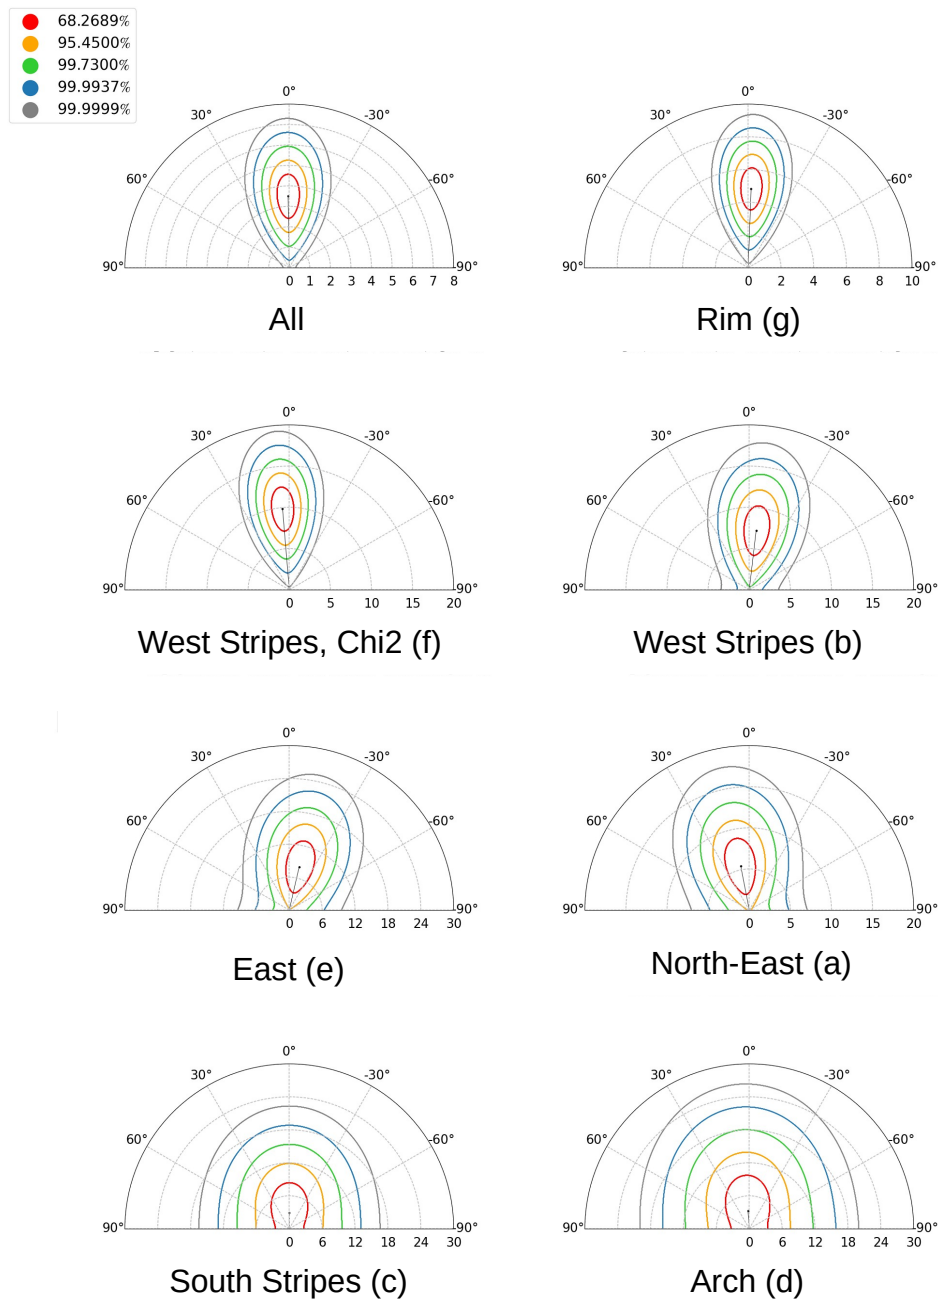 68.2689%
95.4500%
99.7300%
99.9937%
99.9999%
0° 0°
30° -30° 30° -30°
60° -60° 60° -60°
90° -90° 90° -90°
0 1 2 3 4 5 6 7 8 0 2 4 6 8 10
All Rim (g)
0° 0°
30° -30° 30° -30°
60° -60° 60° -60°
90° -90° 90° -90°
0 5 10 15 20 0 5 10 15 20
West Stripes, Chi2 (f) West Stripes (b)
0° 0°
30° -30° 30° -30°
60° -60° 60° -60°
90° -90° 90° -90°
0 6 12 18 24 30 0 5 10 15 20
East (e) North-East (a)
0° 0°
30° -30° 30° -30°
60° -60° 60° -60°
90° -90° 90° -90°
0 6 12 18 24 30 0 6 12 18 24 30
South Stripes (c) Arch (d)